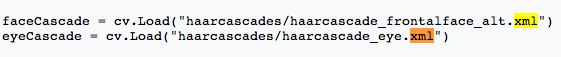 faceCascade = cv.Load("haarcascades/haarcascade_frontalface_alt.xml")
eyeCascade = cv.Load("haarcascades/haarcascade_eye.xml")